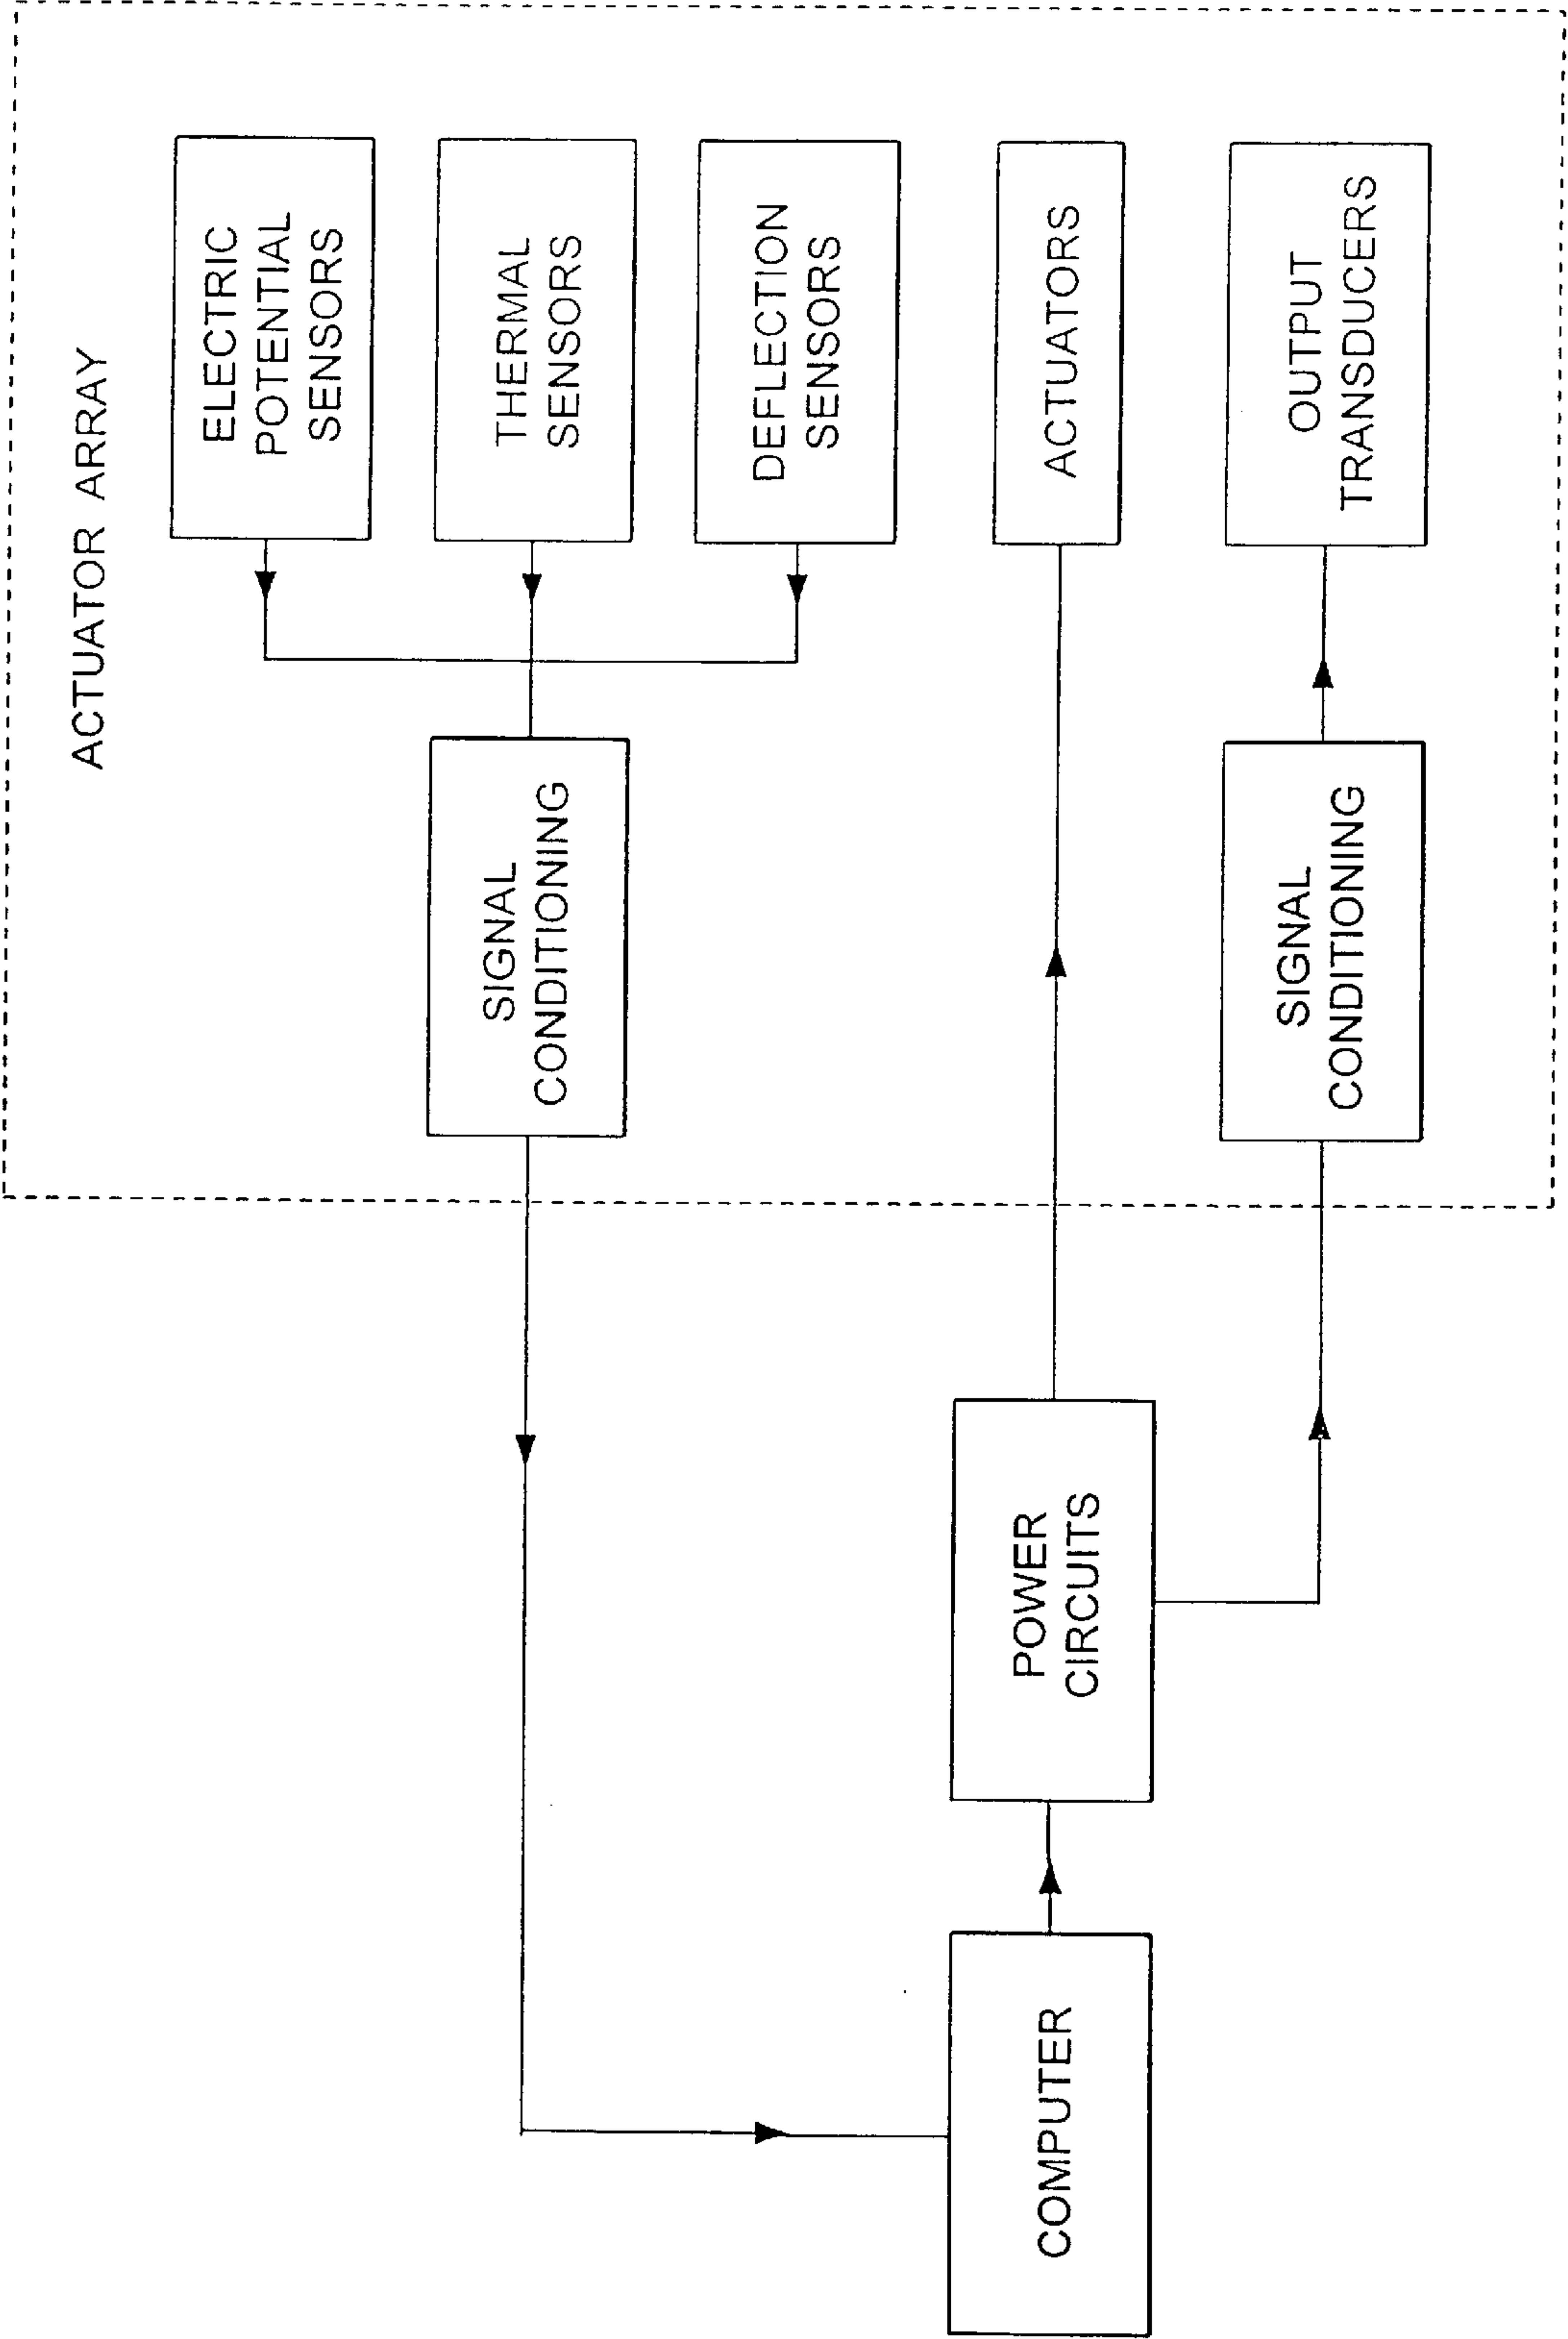 ACTUATOR ARRAY
ELECTRIC
POTENTIAL
SENSORS
THERMAL
SENSORS
DEFLECTION
SENSORS
SIGNAL
CONDITIONING
ACTUATORS
OUTPUT
TRANSDUCERS
SIGNAL
CONDITIONING
POWER
CIRCUITS
COMPUTER